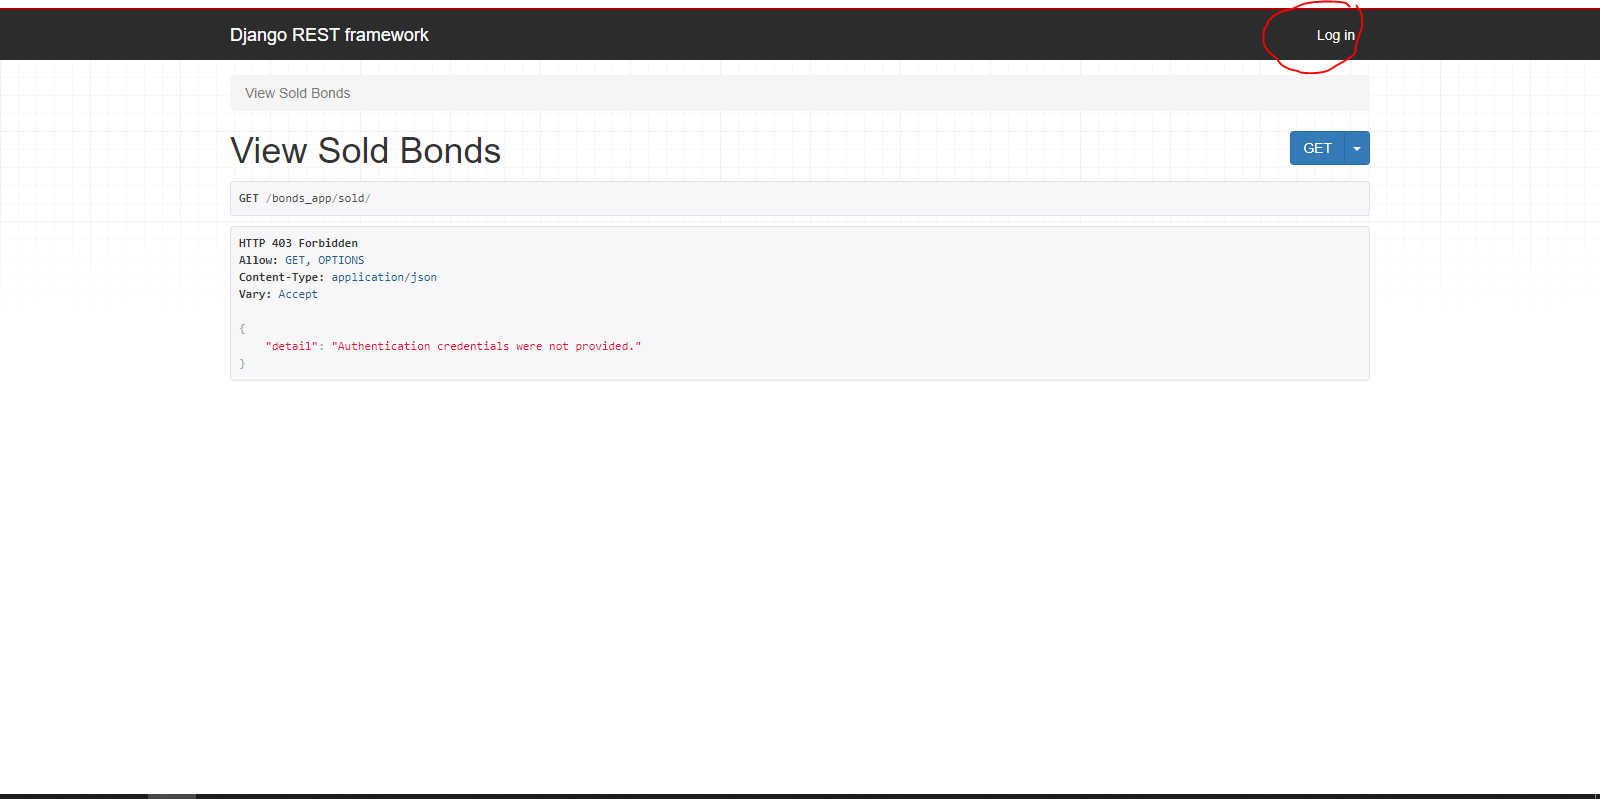 Django REST framework
Log in
View Sold Bonds
View Sold Bonds
GET
GET /bonds_app/sold/
HTTP 403 Forbidden
Allow: GET, OPTIONS
Content-Type: application/json
Vary: Accept
{
    "detail": "Authentication credentials were not provided."
}